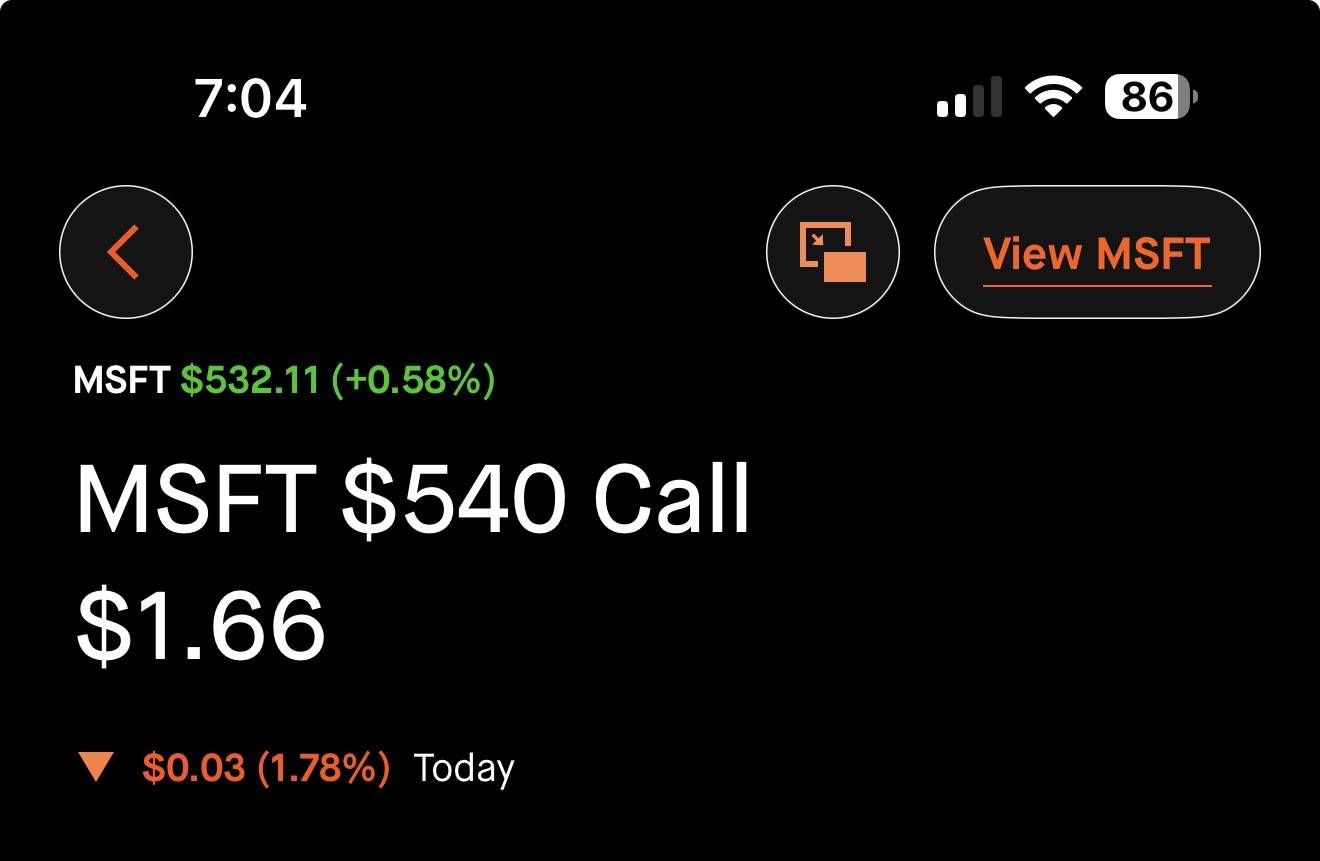 7:04 86
View MSFT
MSFT $532.11 (+0.58%)
MSFT $540 Call
$1.66
▼ $0.03 (1.78%) Today